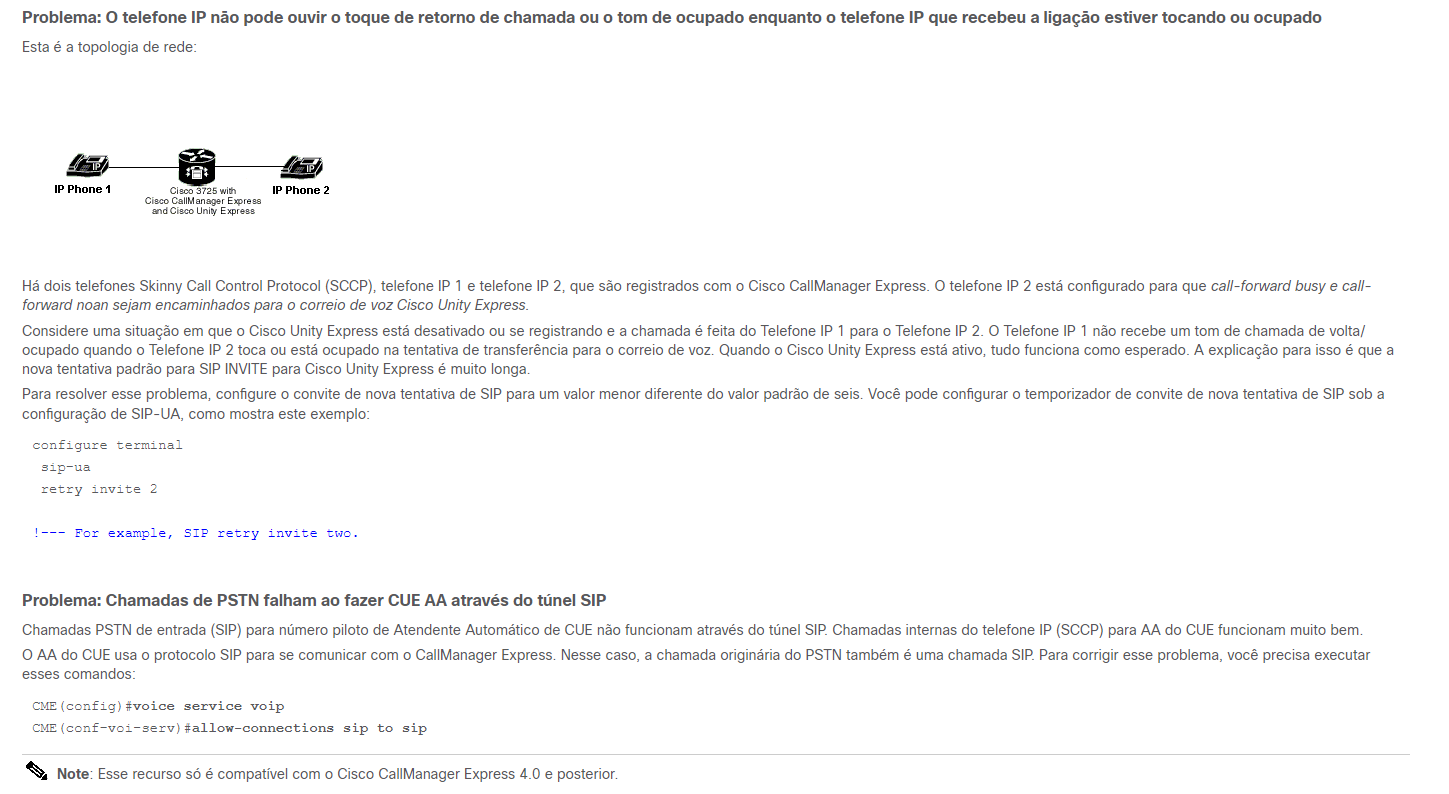 Problema: O telefone IP não pode ouvir o toque de retorno de chamada ou o tom de ocupado enquanto o telefone IP que recebeu a ligação estiver tocando ou ocupado
Esta é a topologia de rede:
IP
IP
IP Phone 1
Cisco 3725 with
Cisco CallManager Express
and Cisco Unity Express
IP Phone 2
Há dois telefones Skinny Call Control Protocol (SCCP), telefone IP 1 e telefone IP 2, que são registrados com o Cisco CallManager Express. O telefone IP 2 está configurado para que call-forward busy e call-
forward noan sejam encaminhados para o correio de voz Cisco Unity Express.
Considere uma situação em que o Cisco Unity Express está desativado ou se registrando e a chamada é feita do Telefone IP 1 para o Telefone IP 2. O Telefone IP 1 não recebe um tom de chamada de volta/
ocupado quando o Telefone IP 2 toca ou está ocupado na tentativa de transferência para o correio de voz. Quando o Cisco Unity Express está ativo, tudo funciona como esperado. A explicação para isso é que a
nova tentativa padrão para SIP INVITE para Cisco Unity Express é muito longa.
Para resolver esse problema, configure o convite de nova tentativa de SIP para um valor menor diferente do valor padrão de seis. Você pode configurar o temporizador de convite de nova tentativa de SIP sob a
configuração de SIP-UA, como mostra este exemplo:
configure terminal
sip-ua
retry invite 2
!--- For example, SIP retry invite two.
Problema: Chamadas de PSTN falham ao fazer CUE AA através do túnel SIP
Chamadas PSTN de entrada (SIP) para número piloto de Atendente Automático de CUE não funcionam através do túnel SIP. Chamadas internas do telefone IP (SCCP) para AA do CUE funcionam muito bem.
O AA do CUE usa o protocolo SIP para se comunicar com o CallManager Express. Nesse caso, a chamada originária do PSTN também é uma chamada SIP. Para corrigir esse problema, você precisa executar
esses comandos:
CME(config)#voice service voip
CME(conf-voi-serv)#allow-connections sip to sip
Note: Esse recurso só é compatível com o Cisco CallManager Express 4.0 e posterior.